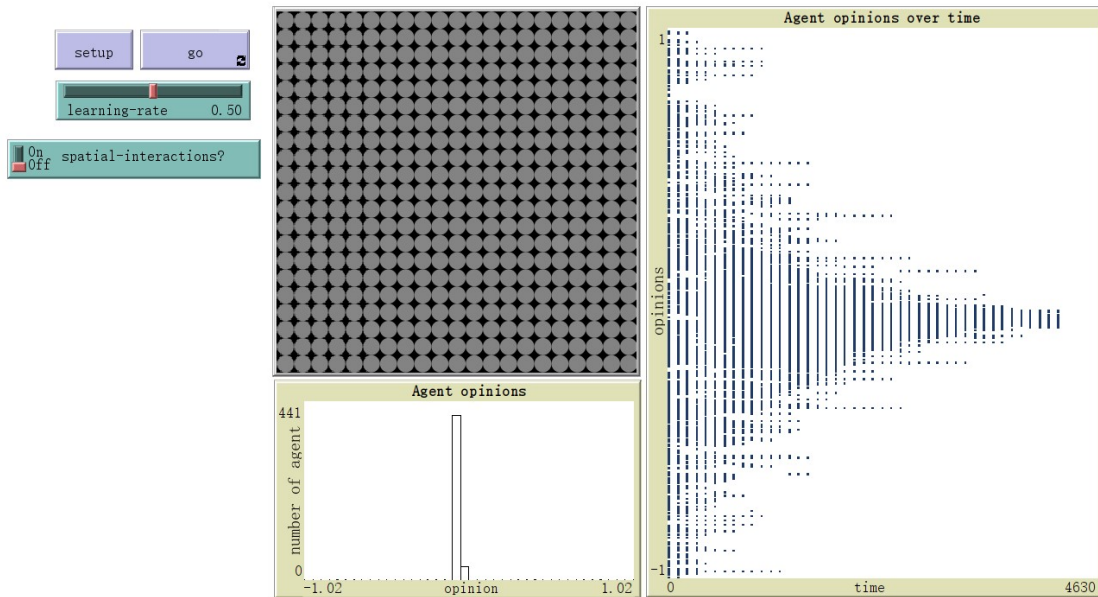 setup
go
learning-rate 0.50
On
Off
spatial-interactions?
Agent opinions
441
number of agent
0
-1.02 opinion 1.02
Agent opinions over time
1
opinions
-1
0 time 4630